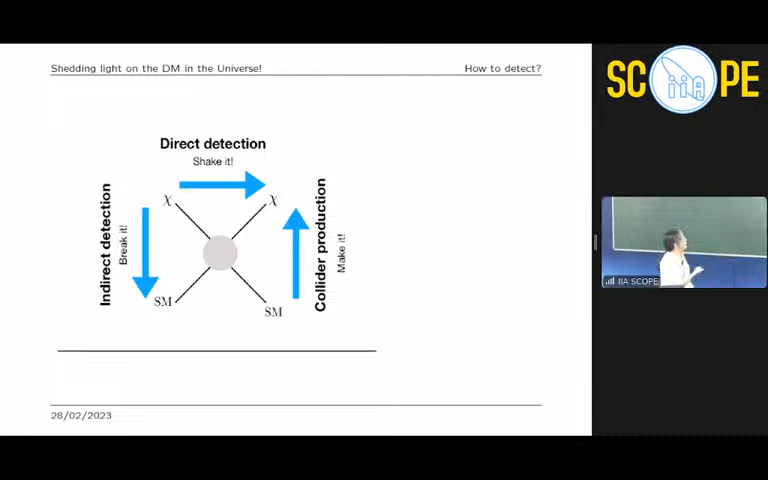 Shedding light on the DM in the Universe!
How to detect?
SC iiA PE
Direct detection
Shake it!
χ
χ
Indirect detection
Break it!
Collider production
Make it!
SM
SM
28/02/2023
IIA SCOPE